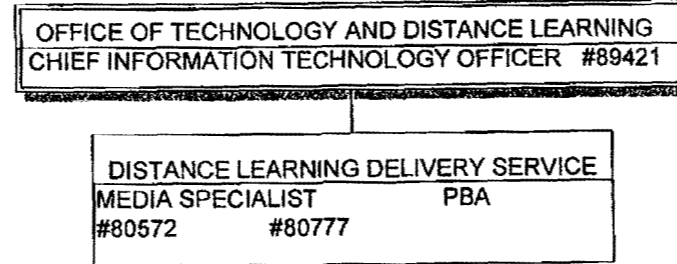 OFFICE OF TECHNOLOGY AND DISTANCE LEARNING
CHIEF INFORMATION TECHNOLOGY OFFICER #89421
DISTANCE LEARNING DELIVERY SERVICE
MEDIA SPECIALIST PBA
#80572 #80777